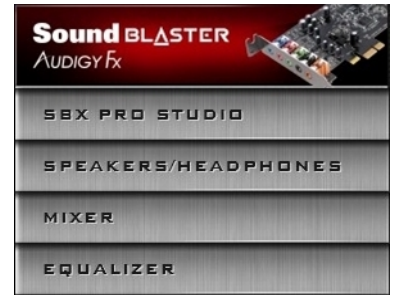 Sound BLASTER
AUDIGY FX
SBX PRO STUDIO
SPEAKERS/HEADPHONES
MIXER
EQUALIZER